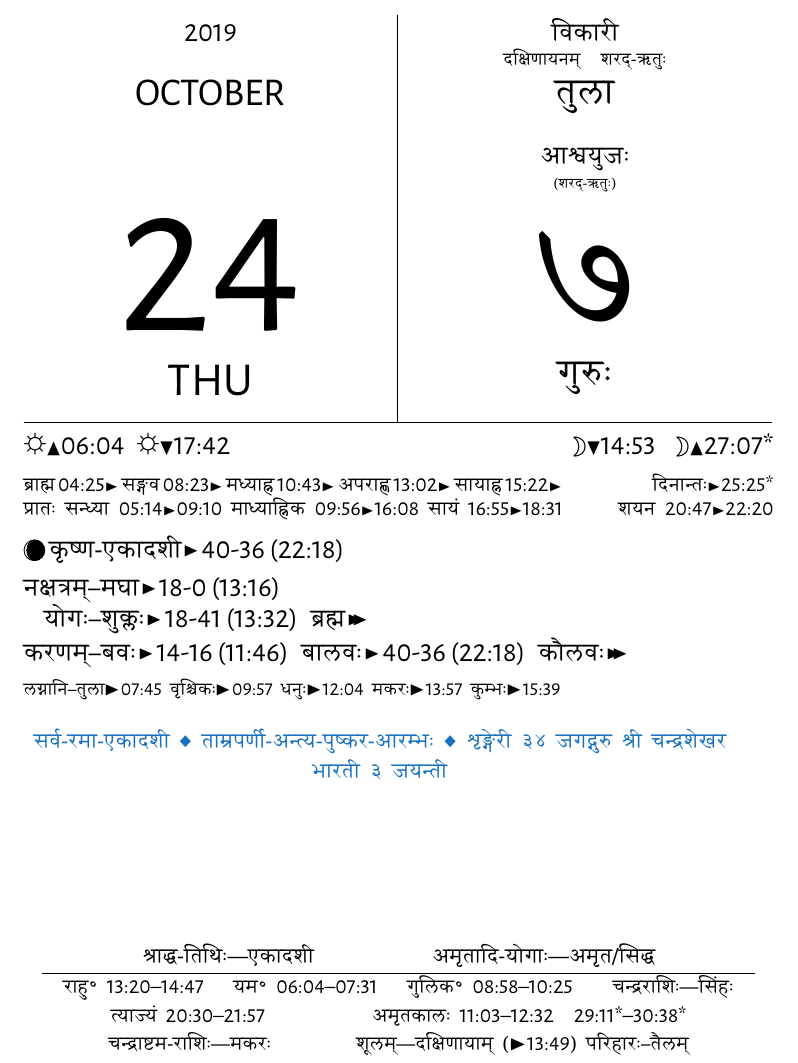 2019
OCTOBER
24
THU
विकारी
दक्षिणायनम् शरद्-ऋतुः
तुला
आश्वयुजः
(शरद्-ऋतुः)
७
गुरुः
☼▲06:04 ☼▼17:42 ☽▼14:53 ☽▲27:07*
ब्राह्म 04:25► सङ्गव 08:23► मध्याह्न 10:43► अपराह्ण 13:02► सायाह्न 15:22► दिनान्तः►25:25*
प्रातः सन्ध्या 05:14►09:10 माध्याह्निक 09:56►16:08 सायं 16:55►18:31 शयन 20:47►22:20
कृष्ण-एकादशी►40-36 (22:18)
नक्षत्रम्–मघा►18-0 (13:16)
योगः–शुक्लः►18-41 (13:32) ब्रह्म►►
करणम्–बवः►14-16 (11:46) बालवः►40-36 (22:18) कौलवः►►
लग्नानि–तुला►07:45 वृश्चिकः►09:57 धनुः►12:04 मकरः►13:57 कुम्भः►15:39
सर्व-रमा-एकादशी ◆ ताम्रपर्णी-अन्त्य-पुष्कर-आरम्भः ◆ शृङ्गेरी ३४ जगद्गुरु श्री चन्द्रशेखर
भारती ३ जयन्ती
श्राद्ध-तिथिः—एकादशी अमृतादि-योगाः—अमृत/सिद्ध
राहु॰ 13:20–14:47 यम॰ 06:04–07:31 गुलिक॰ 08:58–10:25 चन्द्रराशिः—सिंहः
त्याज्यं 20:30–21:57 अमृतकालः 11:03–12:32 29:11*–30:38*
चन्द्राष्टम-राशिः—मकरः शूलम्—दक्षिणायाम् (►13:49) परिहारः–तैलम्